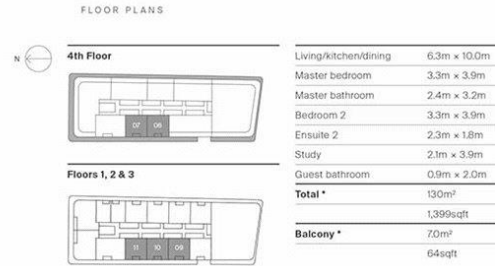 FLOOR PLANS
N
4th Floor
07 06
Floors 1, 2 & 3
11 10 09
Living/kitchen/dining 6.3m × 10.0m
Master bedroom 3.3m × 3.9m
Master bathroom 2.4m × 3.2m
Bedroom 2 3.3m × 3.9m
Ensuite 2 2.3m × 1.8m
Study 2.1m × 3.9m
Guest bathroom 0.9m × 2.0m
Total * 130m²
1,399sqft
Balcony * 7.0m²
64sqft